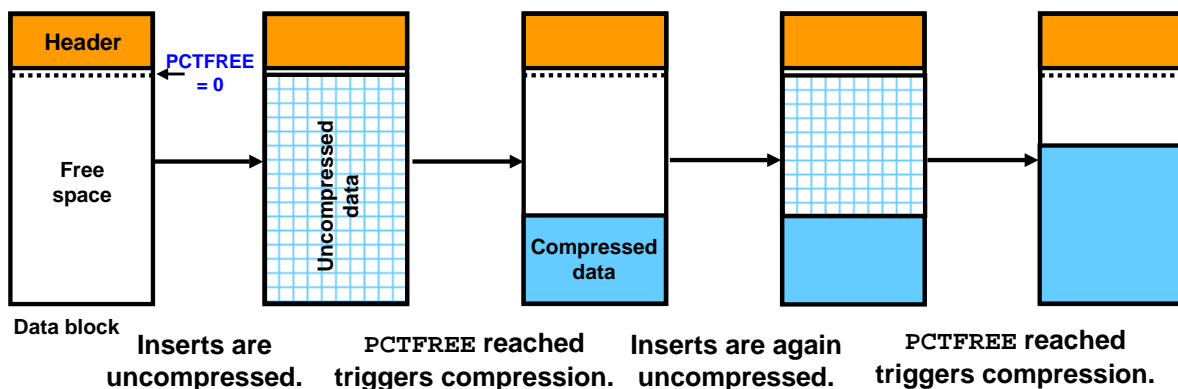 Header
PCTFREE
= 0
Free
space
Uncompressed
data
Compressed
data
Data block
Inserts are
uncompressed.
PCTFREE reached
triggers compression.
Inserts are again
uncompressed.
PCTFREE reached
triggers compression.